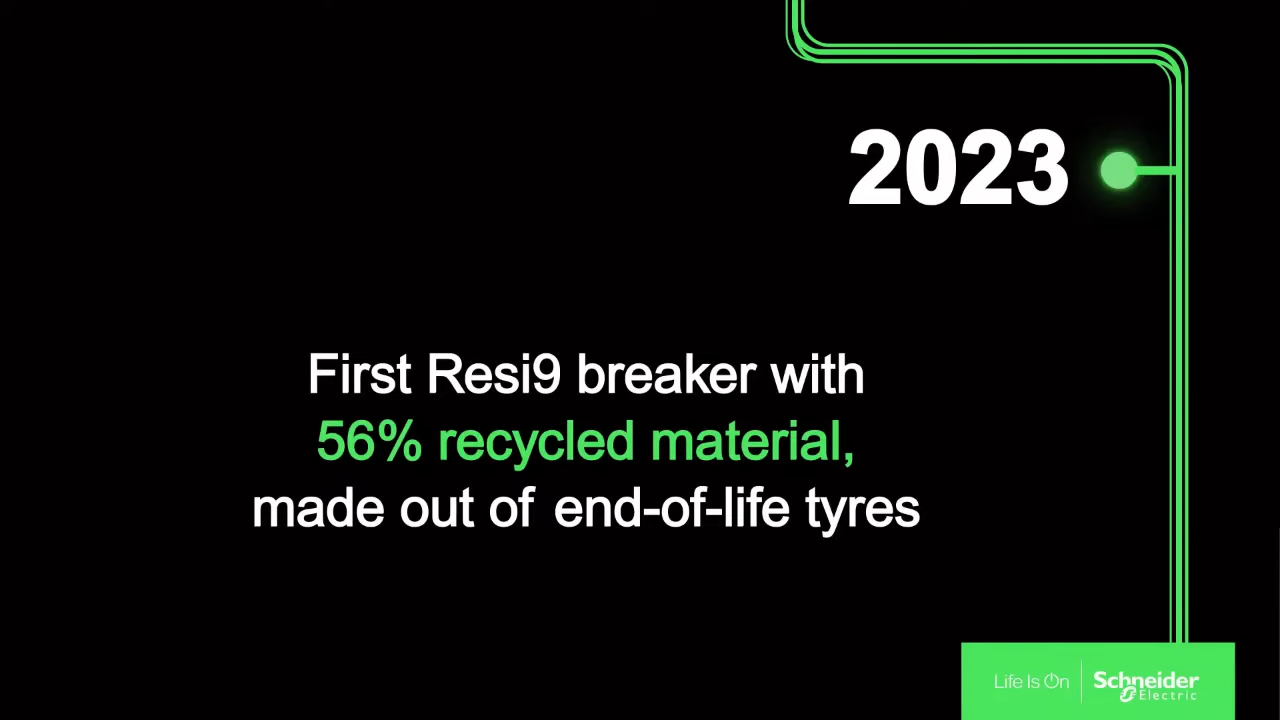 2023
First Resi9 breaker with
56% recycled material,
made out of end-of-life tyres
Life Is On
Schneider
Electric